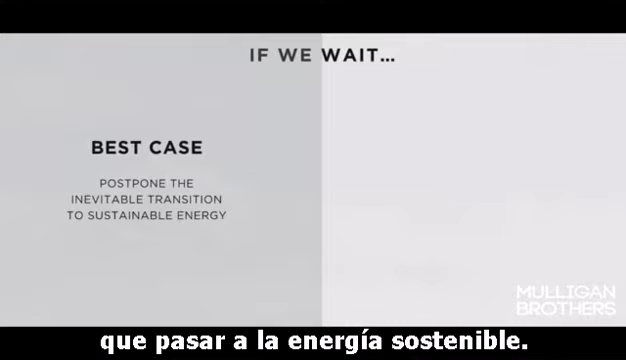 IF WE WAIT...
BEST CASE
POSTPONE THE
INEVITABLE TRANSITION
TO SUSTAINABLE ENERGY
MULLIGAN
BROTHERS
que pasar a la energía sostenible.